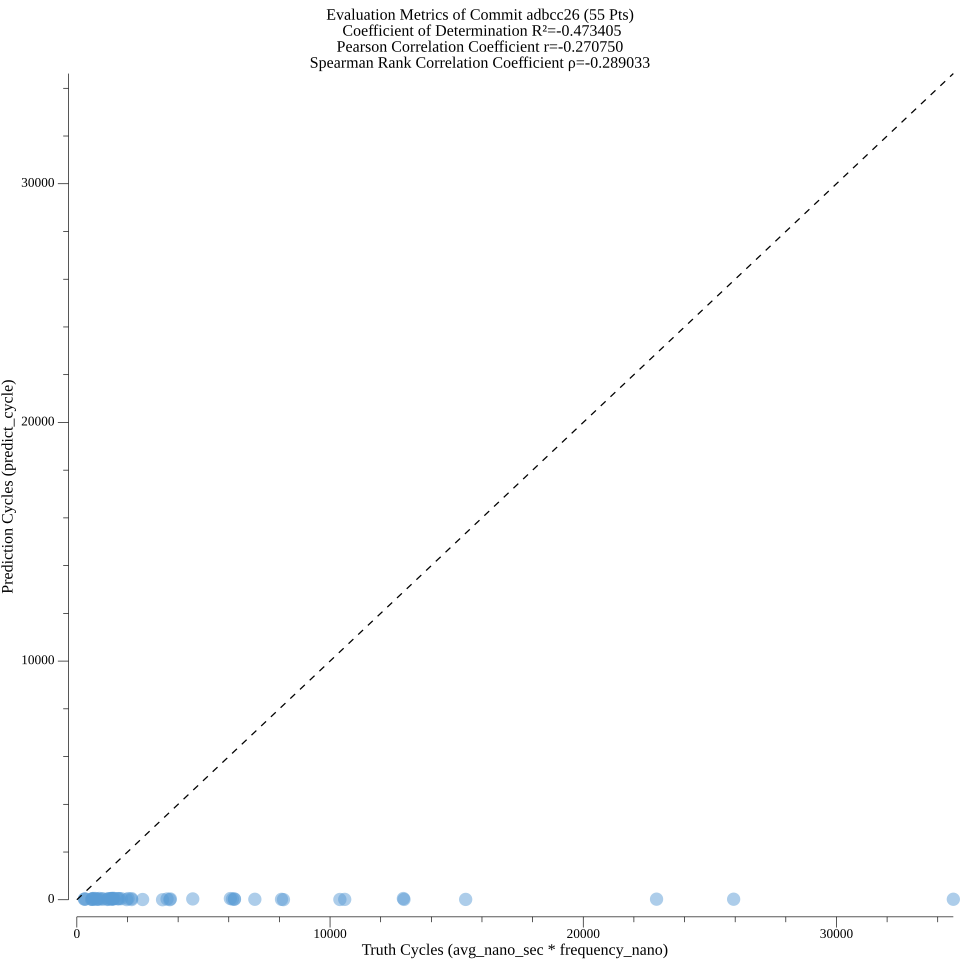 Evaluation Metrics of Commit adbcc26 (55 Pts)
Coefficient of Determination R²=-0.473405
Pearson Correlation Coefficient r=-0.270750
Spearman Rank Correlation Coefficient ρ=-0.289033
Prediction Cycles (predict_cycle)
30000
20000
10000
0
0
10000
20000
30000
Truth Cycles (avg_nano_sec * frequency_nano)